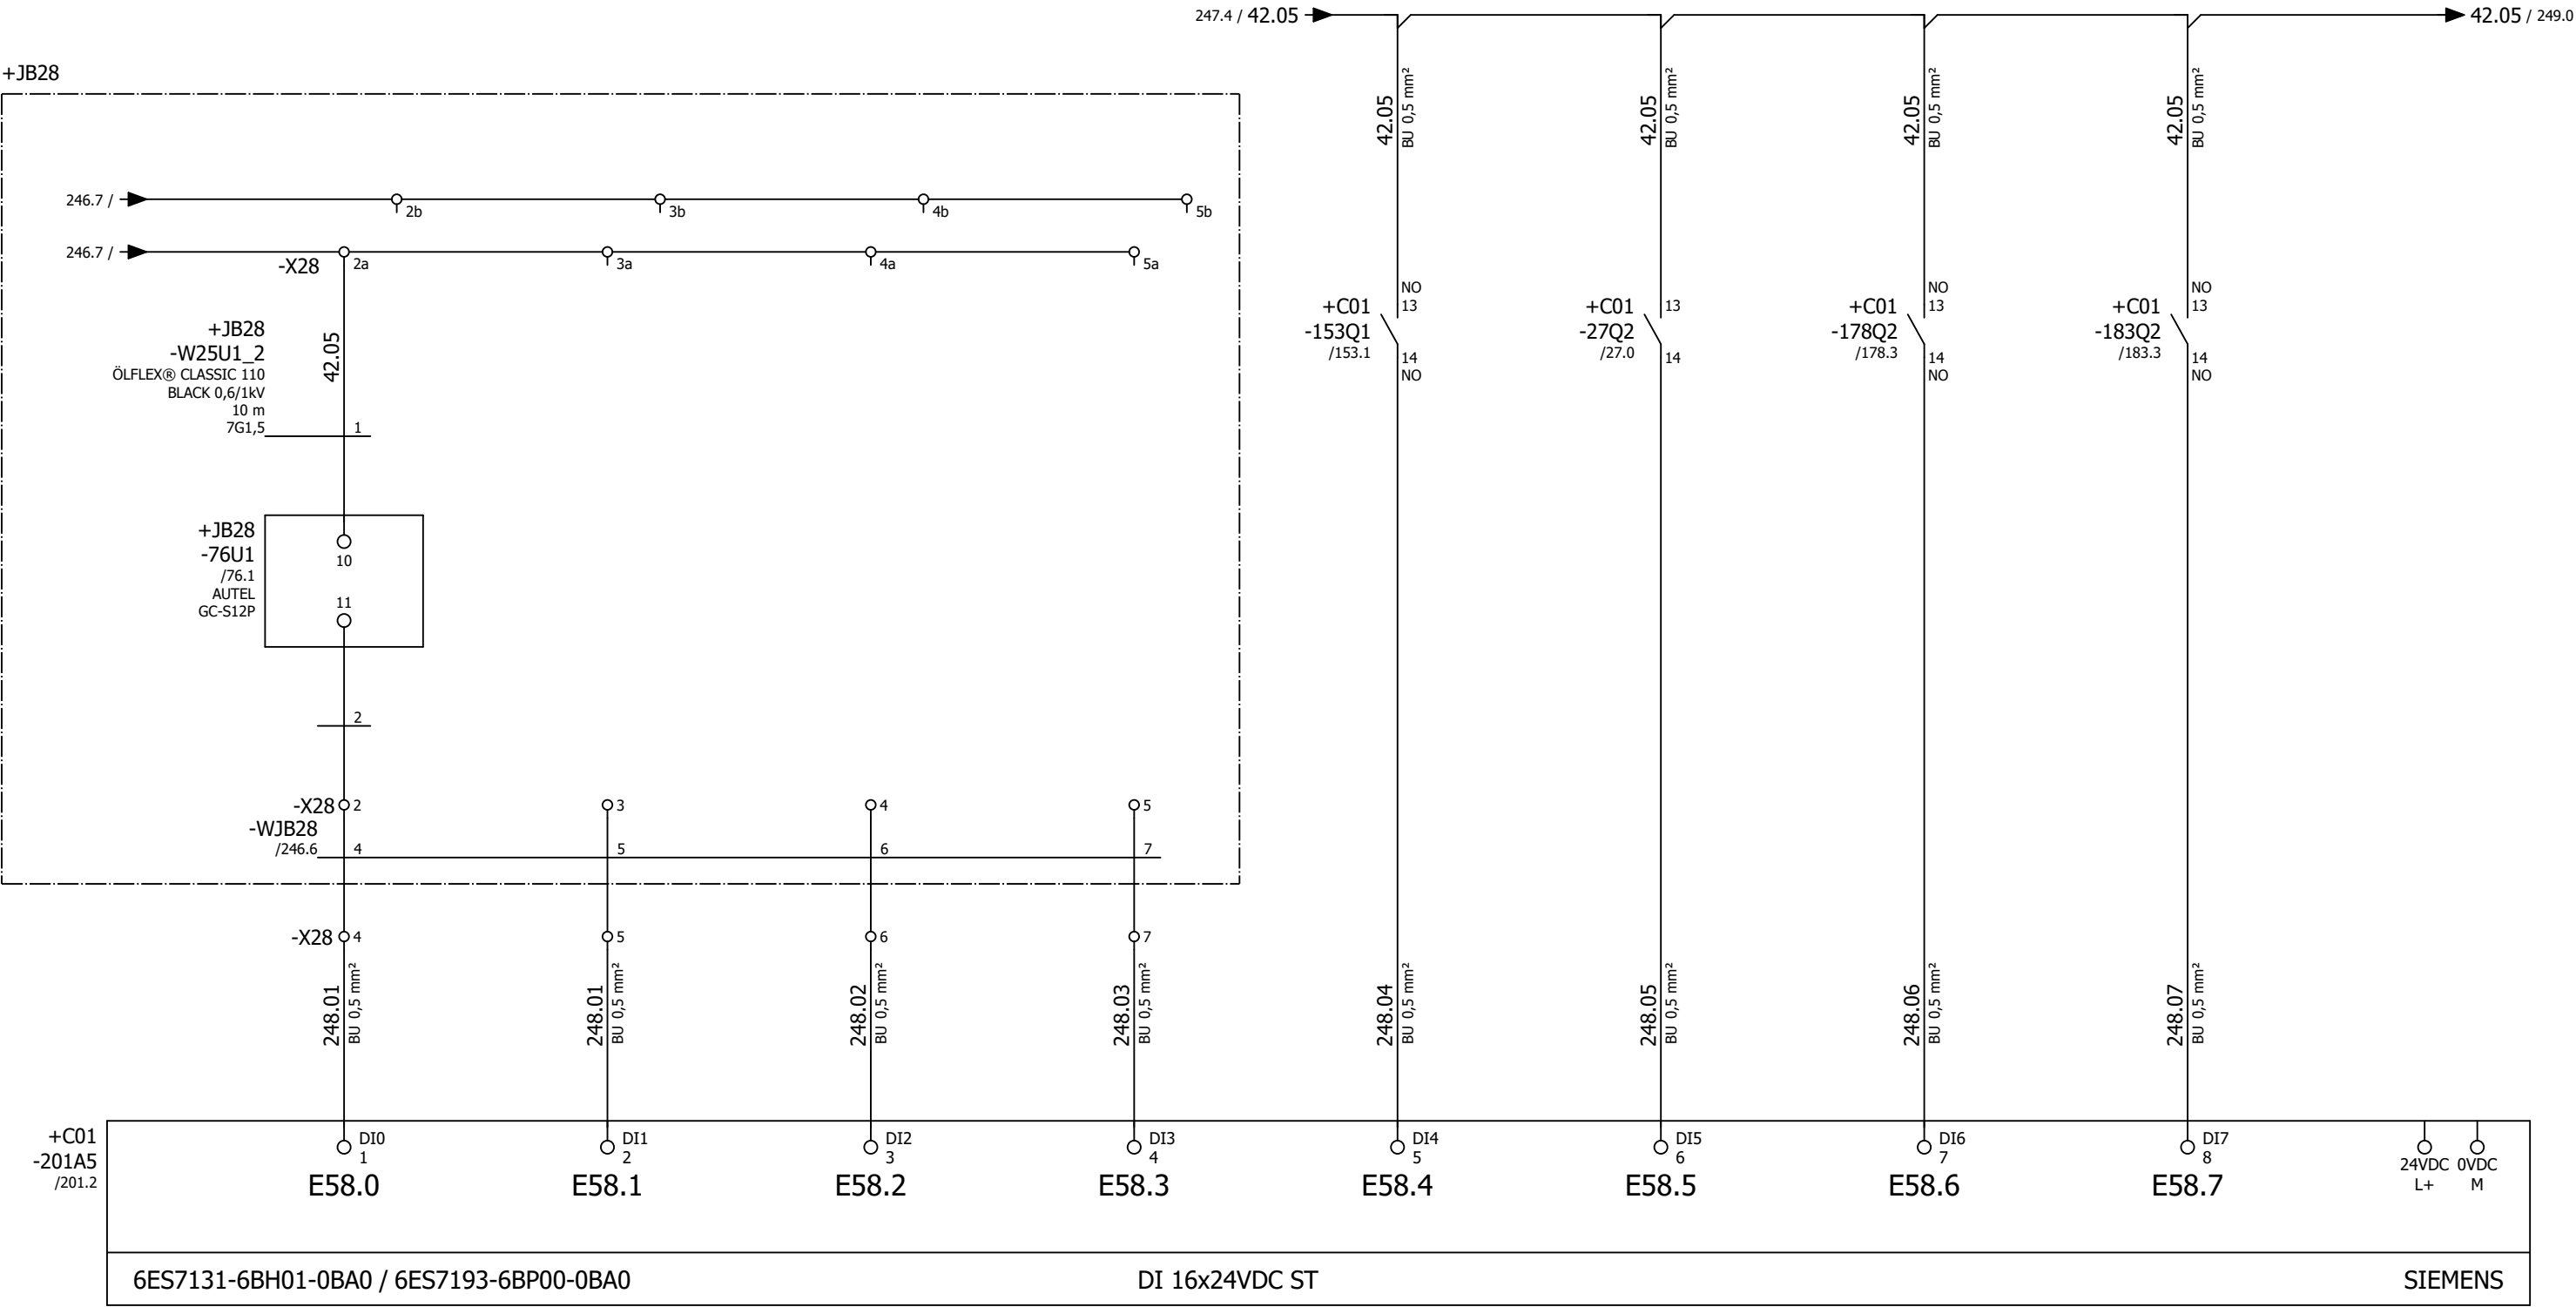 247.4 / 42.05
42.05 / 249.0
+JB28
42.05
BU 0,5 mm²
42.05
BU 0,5 mm²
42.05
BU 0,5 mm²
42.05
BU 0,5 mm²
246.7 /
2b
3b
4b
5b
246.7 /
-X28
2a
3a
4a
5a
+JB28
-W25U1_2
ÖLFLEX® CLASSIC 110
BLACK 0,6/1kV
10 m
7G1,5
42.05
1
+C01
-153Q1
/153.1
NO
13
14
NO
+C01
-27Q2
/27.0
13
14
+C01
-178Q2
/178.3
NO
13
14
NO
+C01
-183Q2
/183.3
NO
13
14
NO
+JB28
-76U1
/76.1
AUTEL
GC-S12P
10
11
2
-X28
2
3
4
5
-WJB28
/246.6
4
5
6
7
-X28
4
5
6
7
248.01
BU 0,5 mm²
248.01
BU 0,5 mm²
248.02
BU 0,5 mm²
248.03
BU 0,5 mm²
248.04
BU 0,5 mm²
248.05
BU 0,5 mm²
248.06
BU 0,5 mm²
248.07
BU 0,5 mm²
+C01
-201A5
/201.2
DI0
1
E58.0
DI1
2
E58.1
DI2
3
E58.2
DI3
4
E58.3
DI4
5
E58.4
DI5
6
E58.5
DI6
7
E58.6
DI7
8
E58.7
24VDC
L+
0VDC
M
6ES7131-6BH01-0BA0 / 6ES7193-6BP00-0BA0
DI 16x24VDC ST
SIEMENS